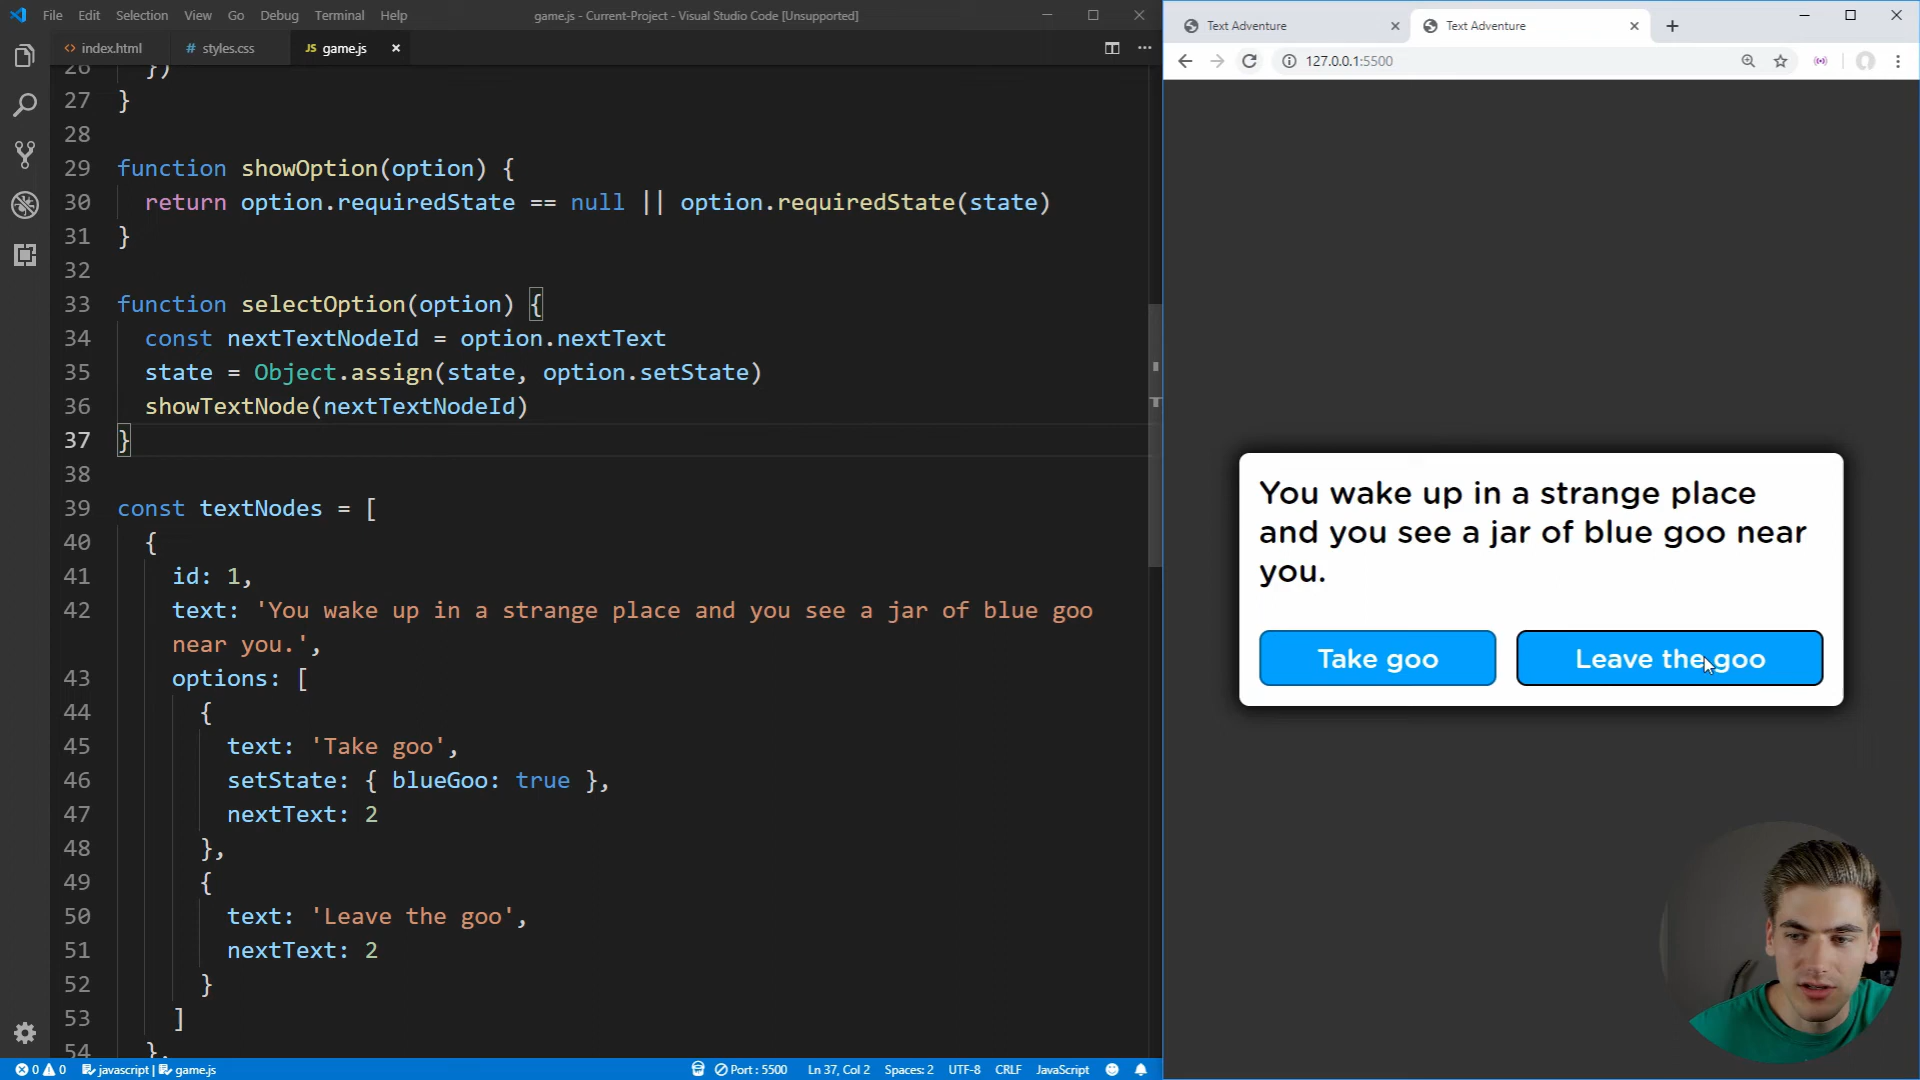 File Edit Selection View Go Debug Terminal Help
game.js - Current-Project - Visual Studio Code [Unsupported]
<> index.html
# styles.css
JS game.js
26 })
27 }
28
29 function showOption(option) {
30 return option.requiredState == null || option.requiredState(state)
31 }
32
33 function selectOption(option) {
34 const nextTextNodeId = option.nextText
35 state = Object.assign(state, option.setState)
36 showTextNode(nextTextNodeId)
37 }
38
39 const textNodes = [
40 {
41 id: 1,
42 text: 'You wake up in a strange place and you see a jar of blue goo
near you.',
43 options: [
44 {
45 text: 'Take goo',
46 setState: { blueGoo: true },
47 nextText: 2
48 },
49 {
50 text: 'Leave the goo',
51 nextText: 2
52 }
53 ]
54 },
0 0 javascript | game.js
Port : 5500 Ln 37, Col 2 Spaces: 2 UTF-8 CRLF JavaScript
Text Adventure
Text Adventure
127.0.0.1:5500
You wake up in a strange place
and you see a jar of blue goo near
you.
Take goo
Leave the goo